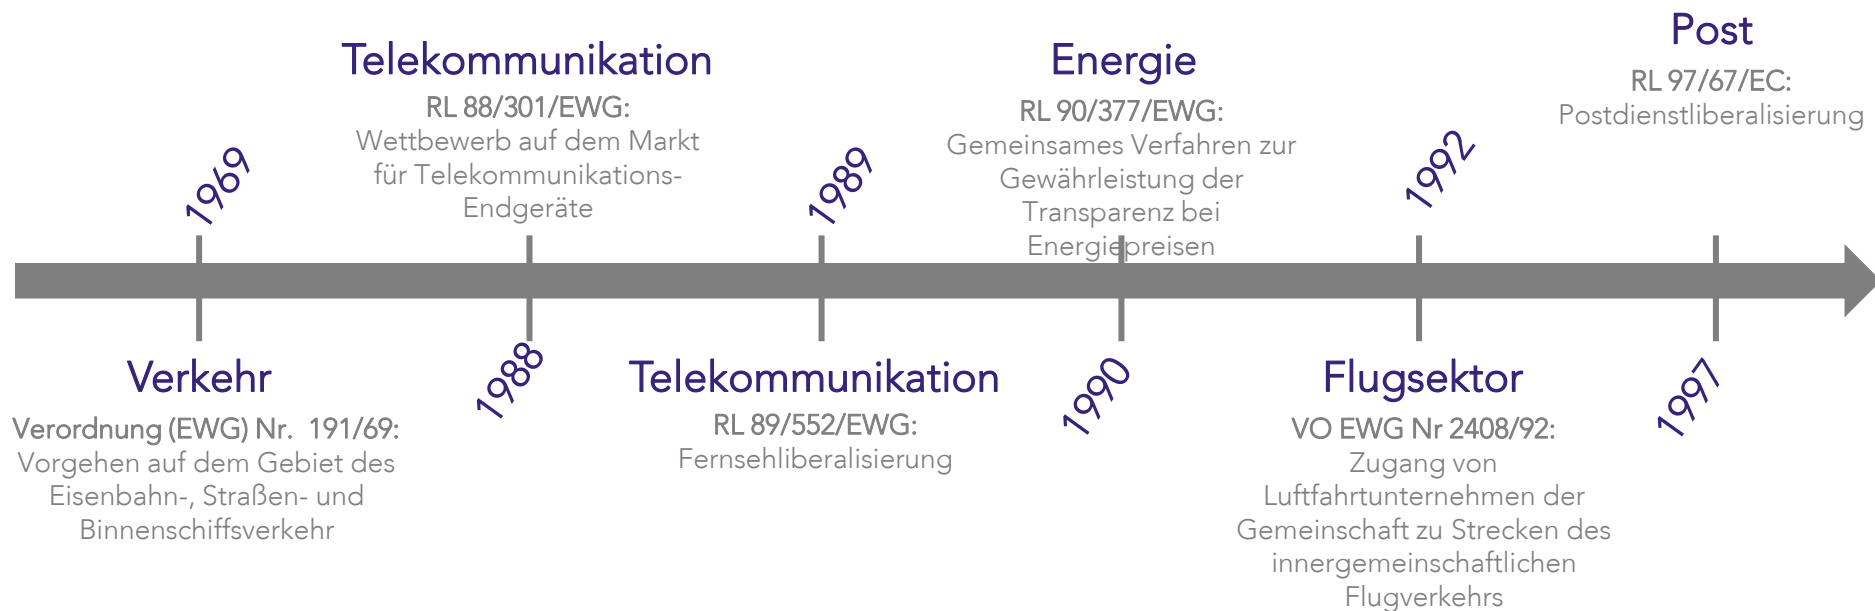 1969
Verkehr
Verordnung (EWG) Nr. 191/69:
Vorgehen auf dem Gebiet des
Eisenbahn-, Straßen- und
Binnenschiffsverkehr
Telekommunikation
RL 88/301/EWG:
Wettbewerb auf dem Markt
für Telekommunikations-
Endgeräte
1988
1989
Telekommunikation
RL 89/552/EWG:
Fernsehliberalisierung
Energie
RL 90/377/EWG:
Gemeinsames Verfahren zur
Gewährleistung der
Transparenz bei
Energiepreisen
1990
1992
Flugsektor
VO EWG Nr 2408/92:
Zugang von
Luftfahrtunternehmen der
Gemeinschaft zu Strecken des
innergemeinschaftlichen
Flugverkehrs
Post
RL 97/67/EC:
Postdienstliberalisierung
1997